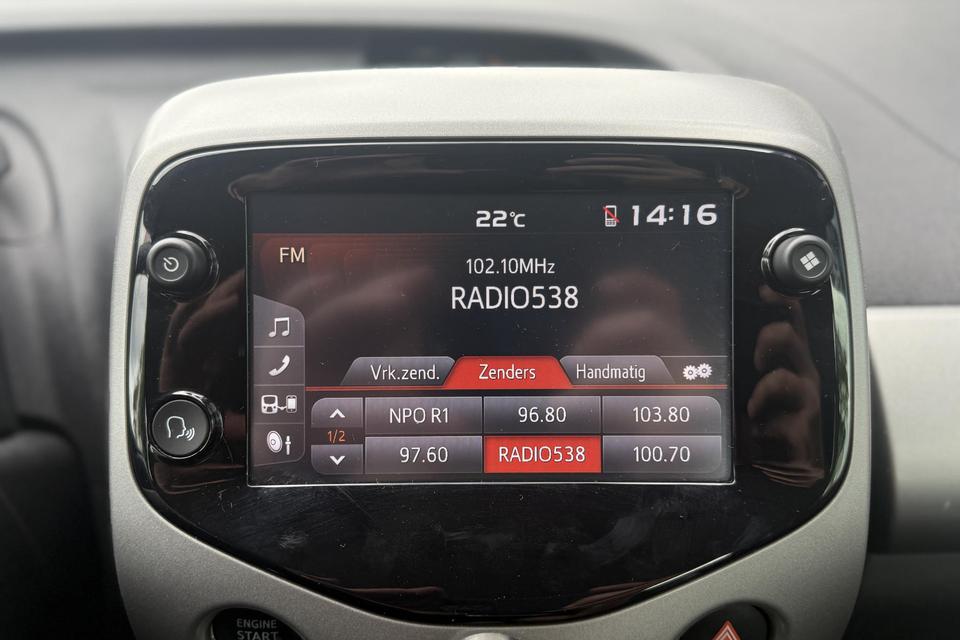 22℃ 14:16
FM
102.10MHz
RADIO538
Vrk.zend. Zenders Handmatig
NPO R1 96.80 103.80
1/2
97.60 RADIO538 100.70
ENGINE
START